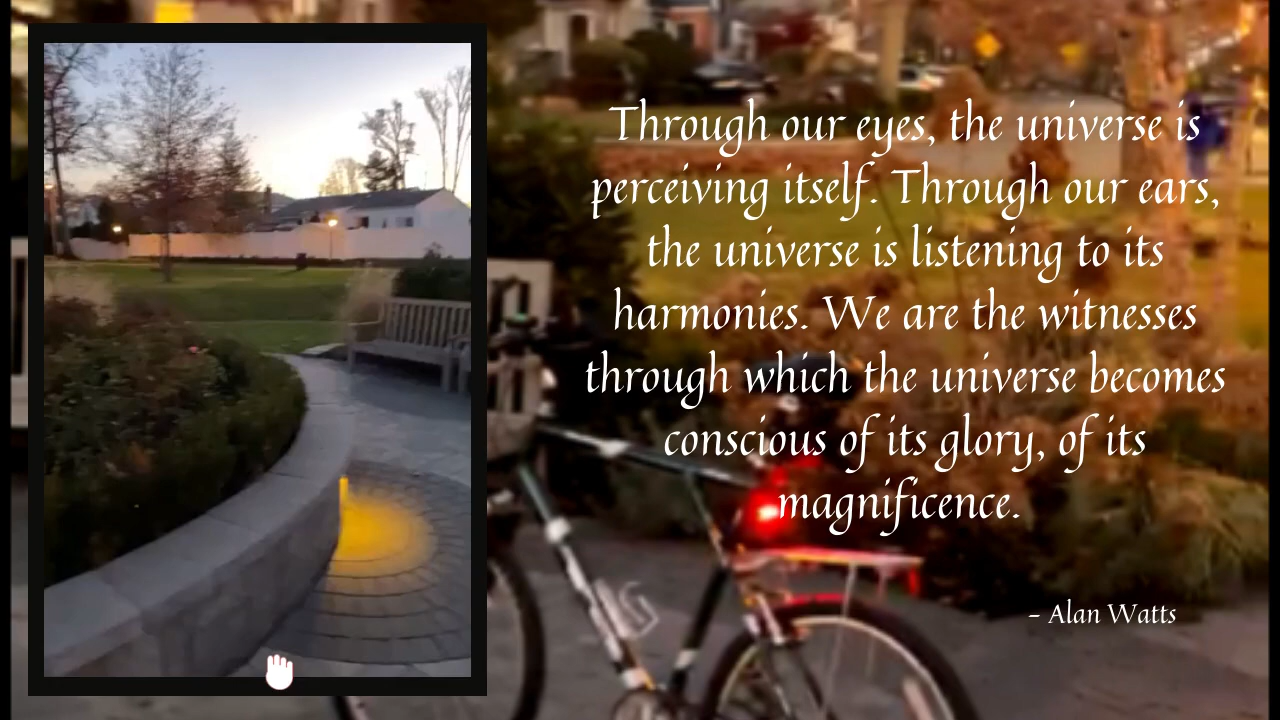 Through our eyes, the universe is
perceiving itself. Through our ears,
the universe is listening to its
harmonies. We are the witnesses
through which the universe becomes
conscious of its glory, of its
magnificence.
– Alan Watts